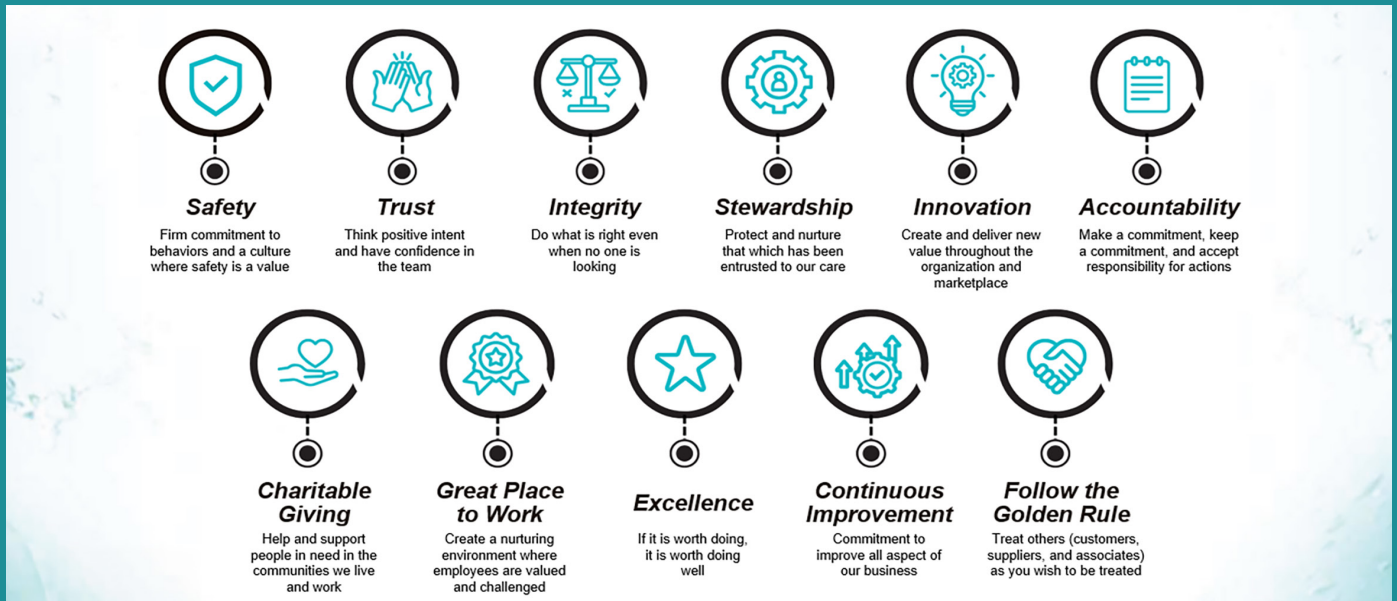 Safety
Firm commitment to
behaviors and a culture
where safety is a value
Trust
Think positive intent
and have confidence in
the team
Integrity
Do what is right even
when no one is
looking
Stewardship
Protect and nurture
that which has been
entrusted to our care
Innovation
Create and deliver new
value throughout the
organization and
marketplace
Accountability
Make a commitment, keep
a commitment, and accept
responsibility for actions
Charitable
Giving
Help and support
people in need in the
communities we live
and work
Great Place
to Work
Create a nurturing
environment where
employees are valued
and challenged
Excellence
If it is worth doing,
it is worth doing
well
Continuous
Improvement
Commitment to
improve all aspect of
our business
Follow the
Golden Rule
Treat others (customers,
suppliers, and associates)
as you wish to be treated